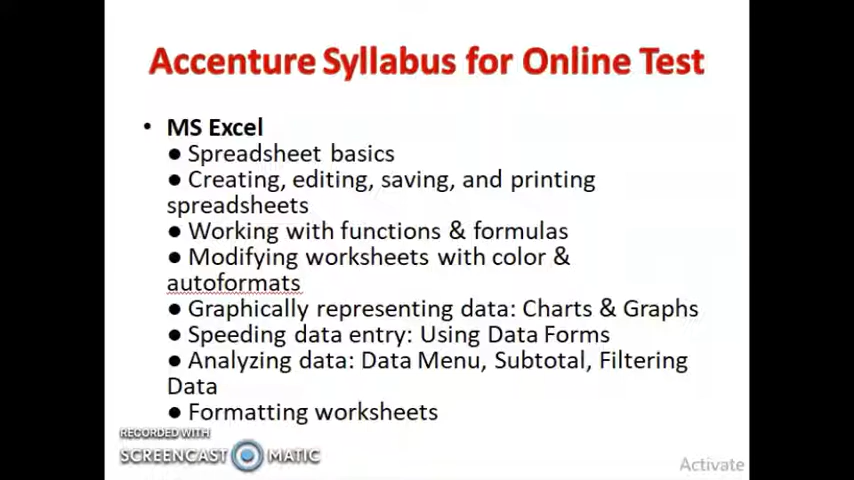 Accenture Syllabus for Online Test
• MS Excel
● Spreadsheet basics
● Creating, editing, saving, and printing
spreadsheets
● Working with functions & formulas
● Modifying worksheets with color &
autoformats
● Graphically representing data: Charts & Graphs
● Speeding data entry: Using Data Forms
● Analyzing data: Data Menu, Subtotal, Filtering
Data
● Formatting worksheets
RECORDED WITH
SCREENCAST MATIC
Activate